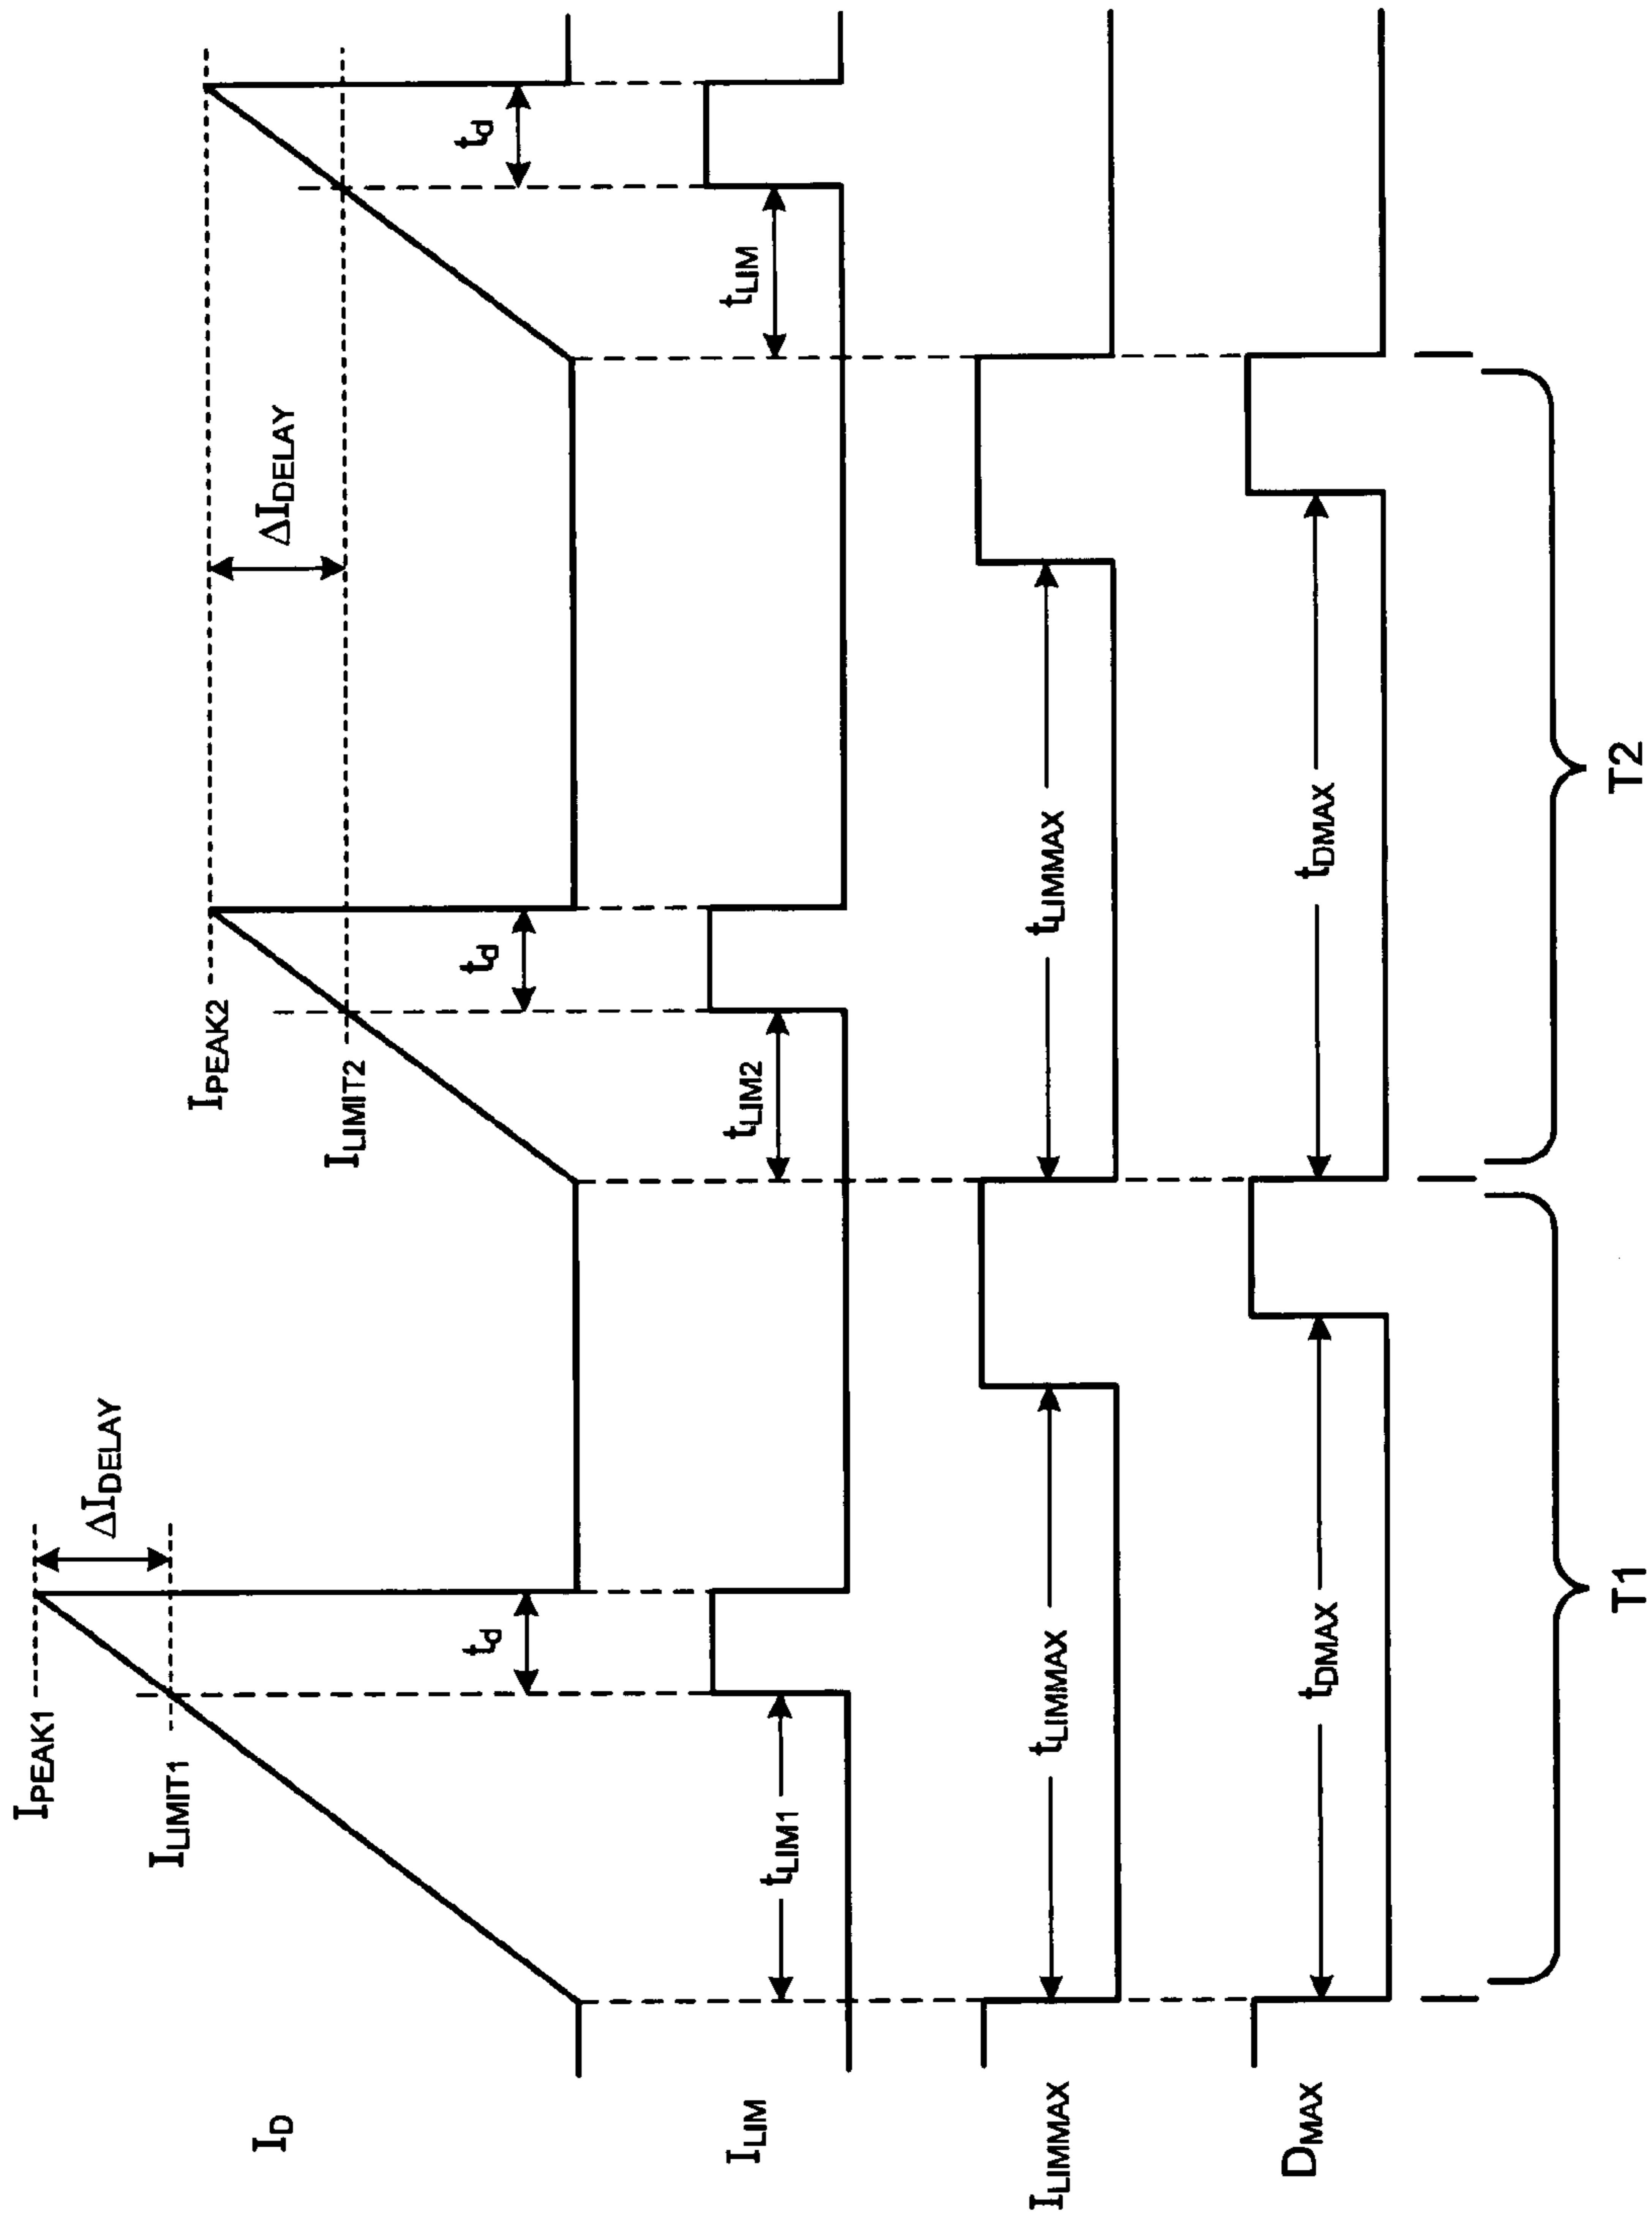 I_PEAK1
ΔI_DELAY
I_LIMIT1
I_PEAK2
ΔI_DELAY
I_LIMIT2
I_D
t_d
t_d
t_d
I_LIM
t_LIM1
t_LIM2
t_LIM
I_LIMMAX
t_LIMMAX
t_LIMMAX
D_MAX
t_DMAX
t_DMAX
T1
T2